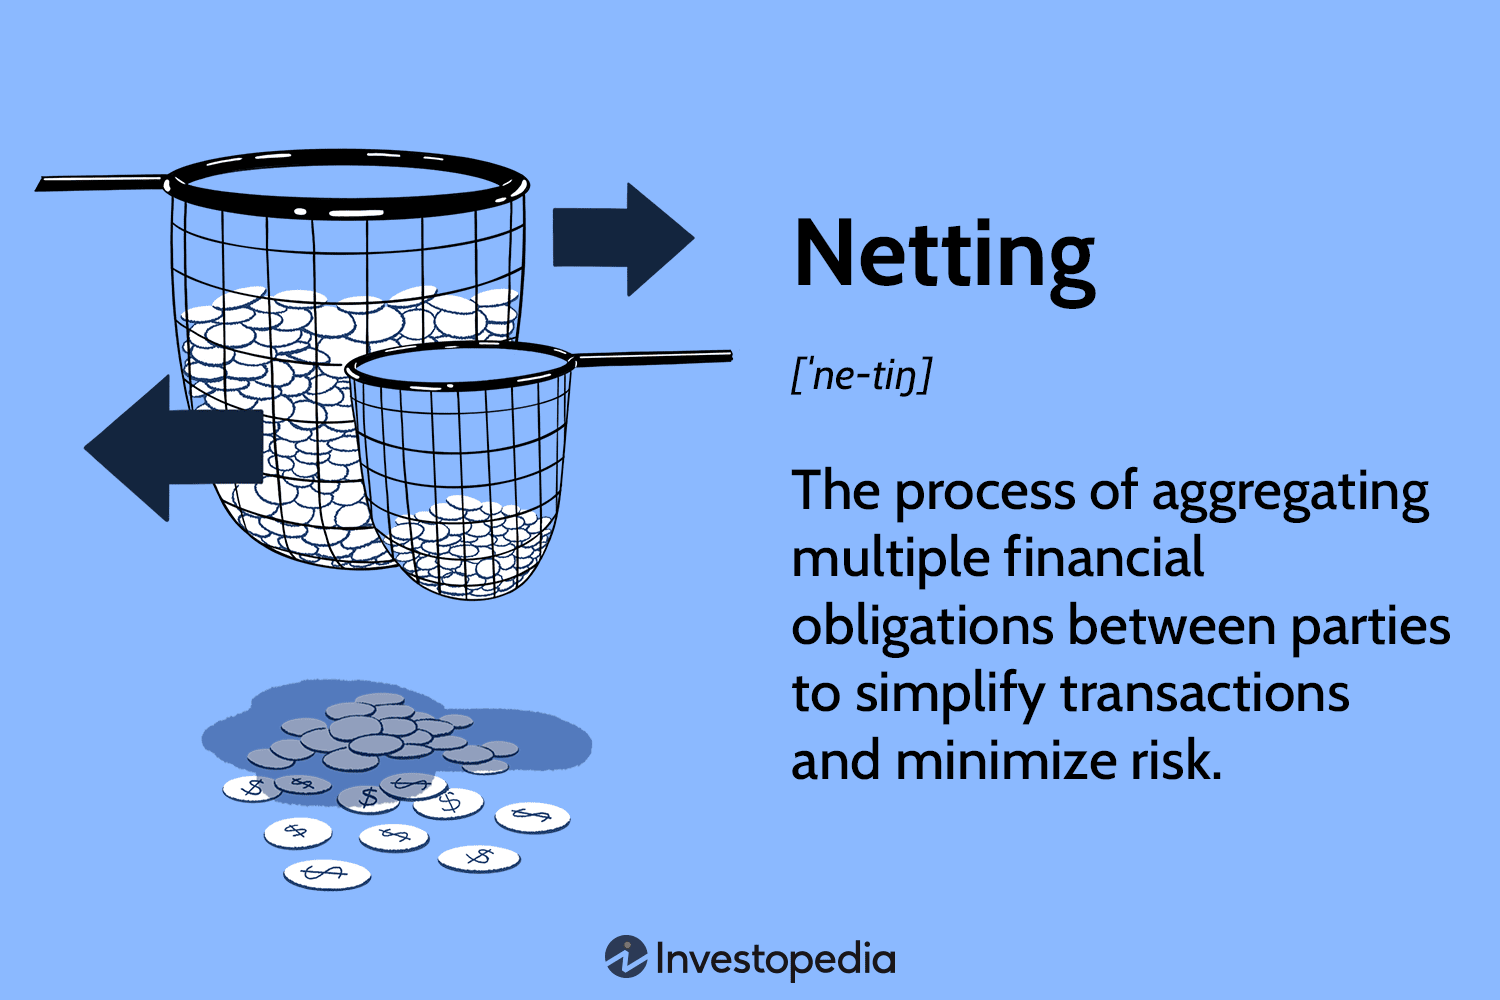 Netting
[ˈne-tiŋ]
The process of aggregating
multiple financial
obligations between parties
to simplify transactions
and minimize risk.
$ $ $ $ $ $
$ $ $
$
Investopedia